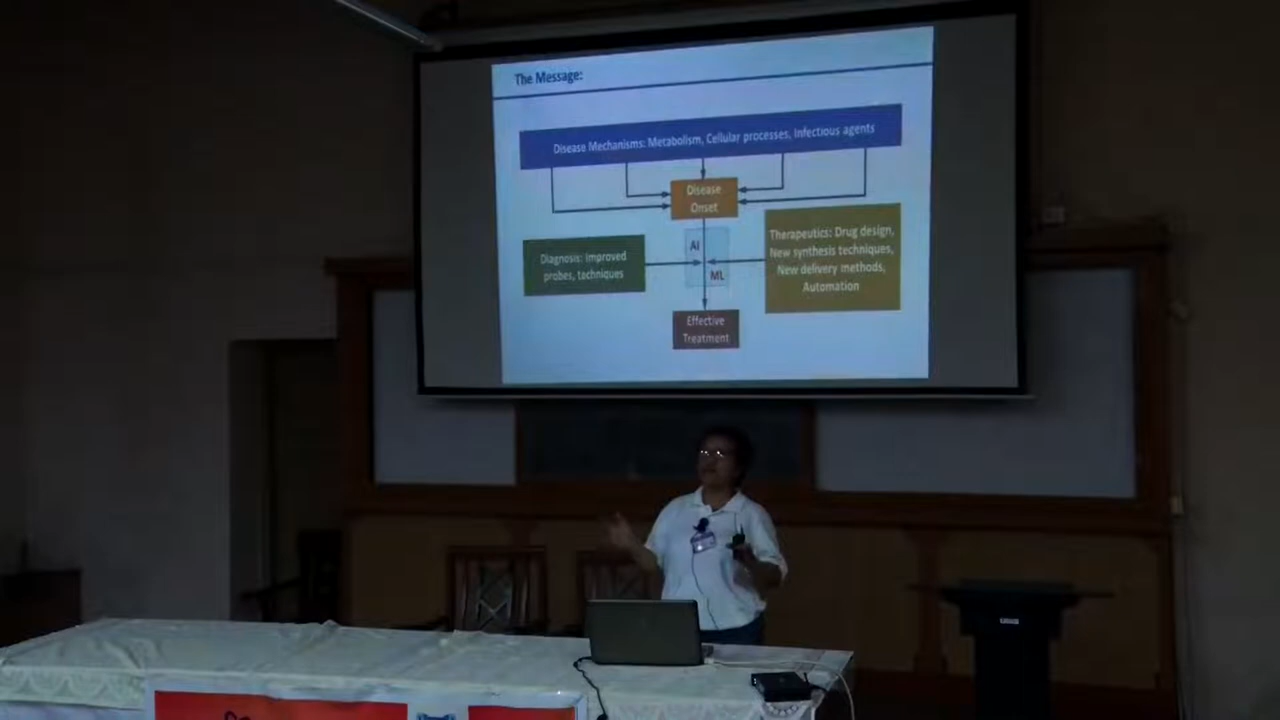 The Message:
Disease Mechanisms: Metabolism, Cellular processes, Infectious agents
Disease
Onset
AI
ML
Diagnosis: Improved
probes, techniques
Therapeutics: Drug design,
New synthesis techniques,
New delivery methods,
Automation
Effective
Treatment